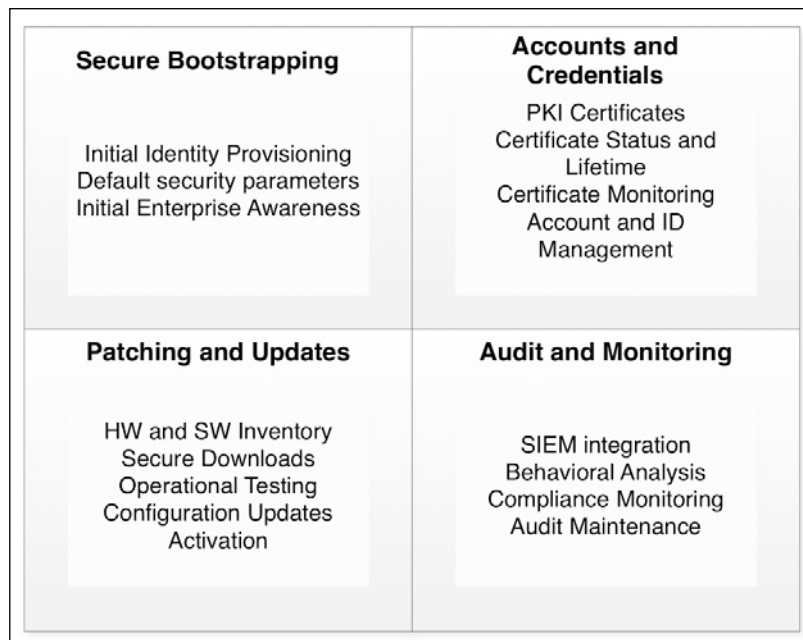 Secure Bootstrapping
Initial Identity Provisioning
Default security parameters
Initial Enterprise Awareness
Accounts and
Credentials
PKI Certificates
Certificate Status and
Lifetime
Certificate Monitoring
Account and ID
Management
Patching and Updates
HW and SW Inventory
Secure Downloads
Operational Testing
Configuration Updates
Activation
Audit and Monitoring
SIEM integration
Behavioral Analysis
Compliance Monitoring
Audit Maintenance